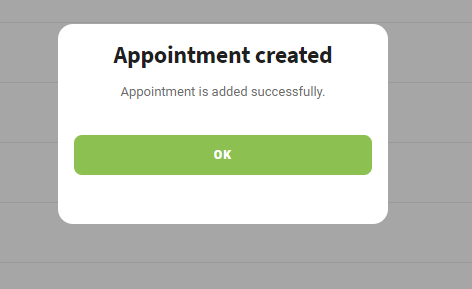 Appointment created
Appointment is added successfully.
OK